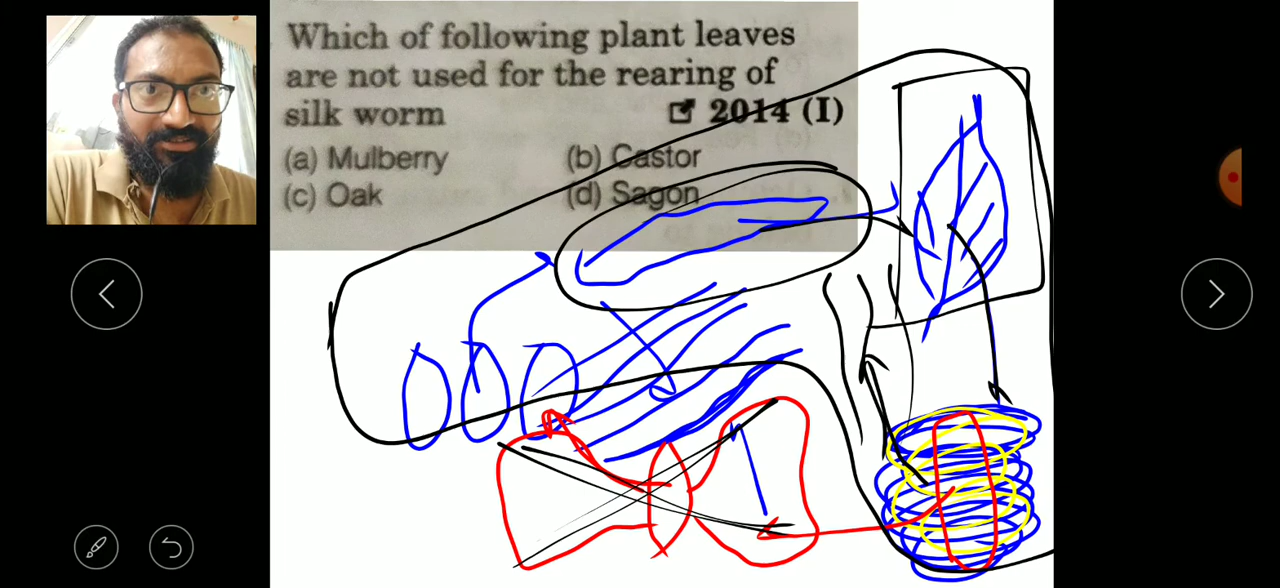 Which of following plant leaves
are not used for the rearing of
silk worm 2014 (I)
(a) Mulberry (b) Castor
(c) Oak (d) Sagon